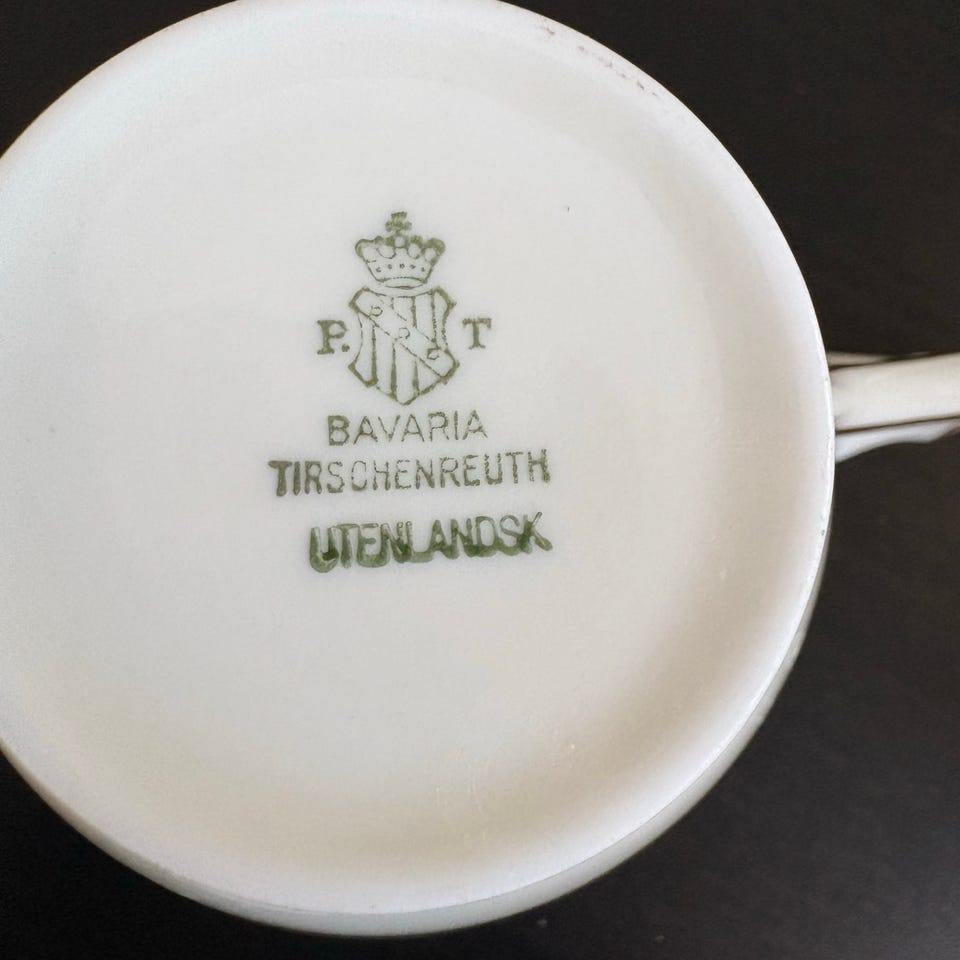 P. T
BAVARIA
TIRSCHENREUTH
UTENLANDSK